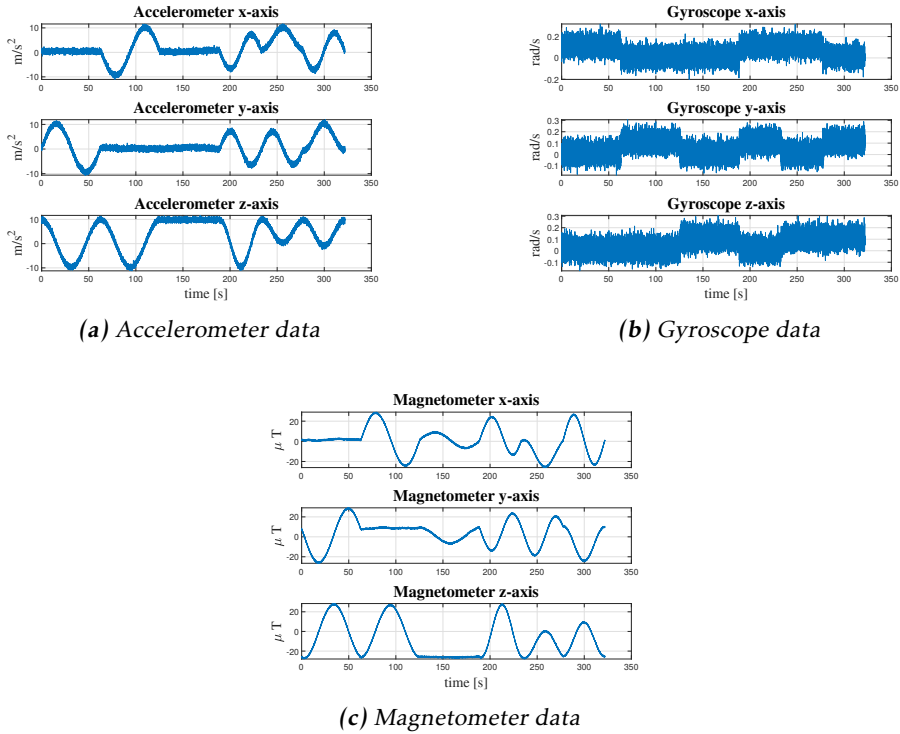 Accelerometer x-axis
m/s²
10
0
-10
0 50 100 150 200 250 300 350
Accelerometer y-axis
m/s²
10
0
-10
0 50 100 150 200 250 300 350
Accelerometer z-axis
m/s²
10
0
-10
0 50 100 150 200 250 300 350
time [s]
(a) Accelerometer data
Gyroscope x-axis
rad/s
0.2
0
-0.2
0 50 100 150 200 250 300 350
Gyroscope y-axis
rad/s
0.3
0.2
0.1
0
-0.1
0 50 100 150 200 250 300 350
Gyroscope z-axis
rad/s
0.3
0.2
0.1
0
-0.1
0 50 100 150 200 250 300 350
time [s]
(b) Gyroscope data
Magnetometer x-axis
μ T
20
0
-20
0 50 100 150 200 250 300 350
Magnetometer y-axis
μ T
20
0
-20
0 50 100 150 200 250 300 350
Magnetometer z-axis
μ T
20
0
-20
0 50 100 150 200 250 300 350
time [s]
(c) Magnetometer data